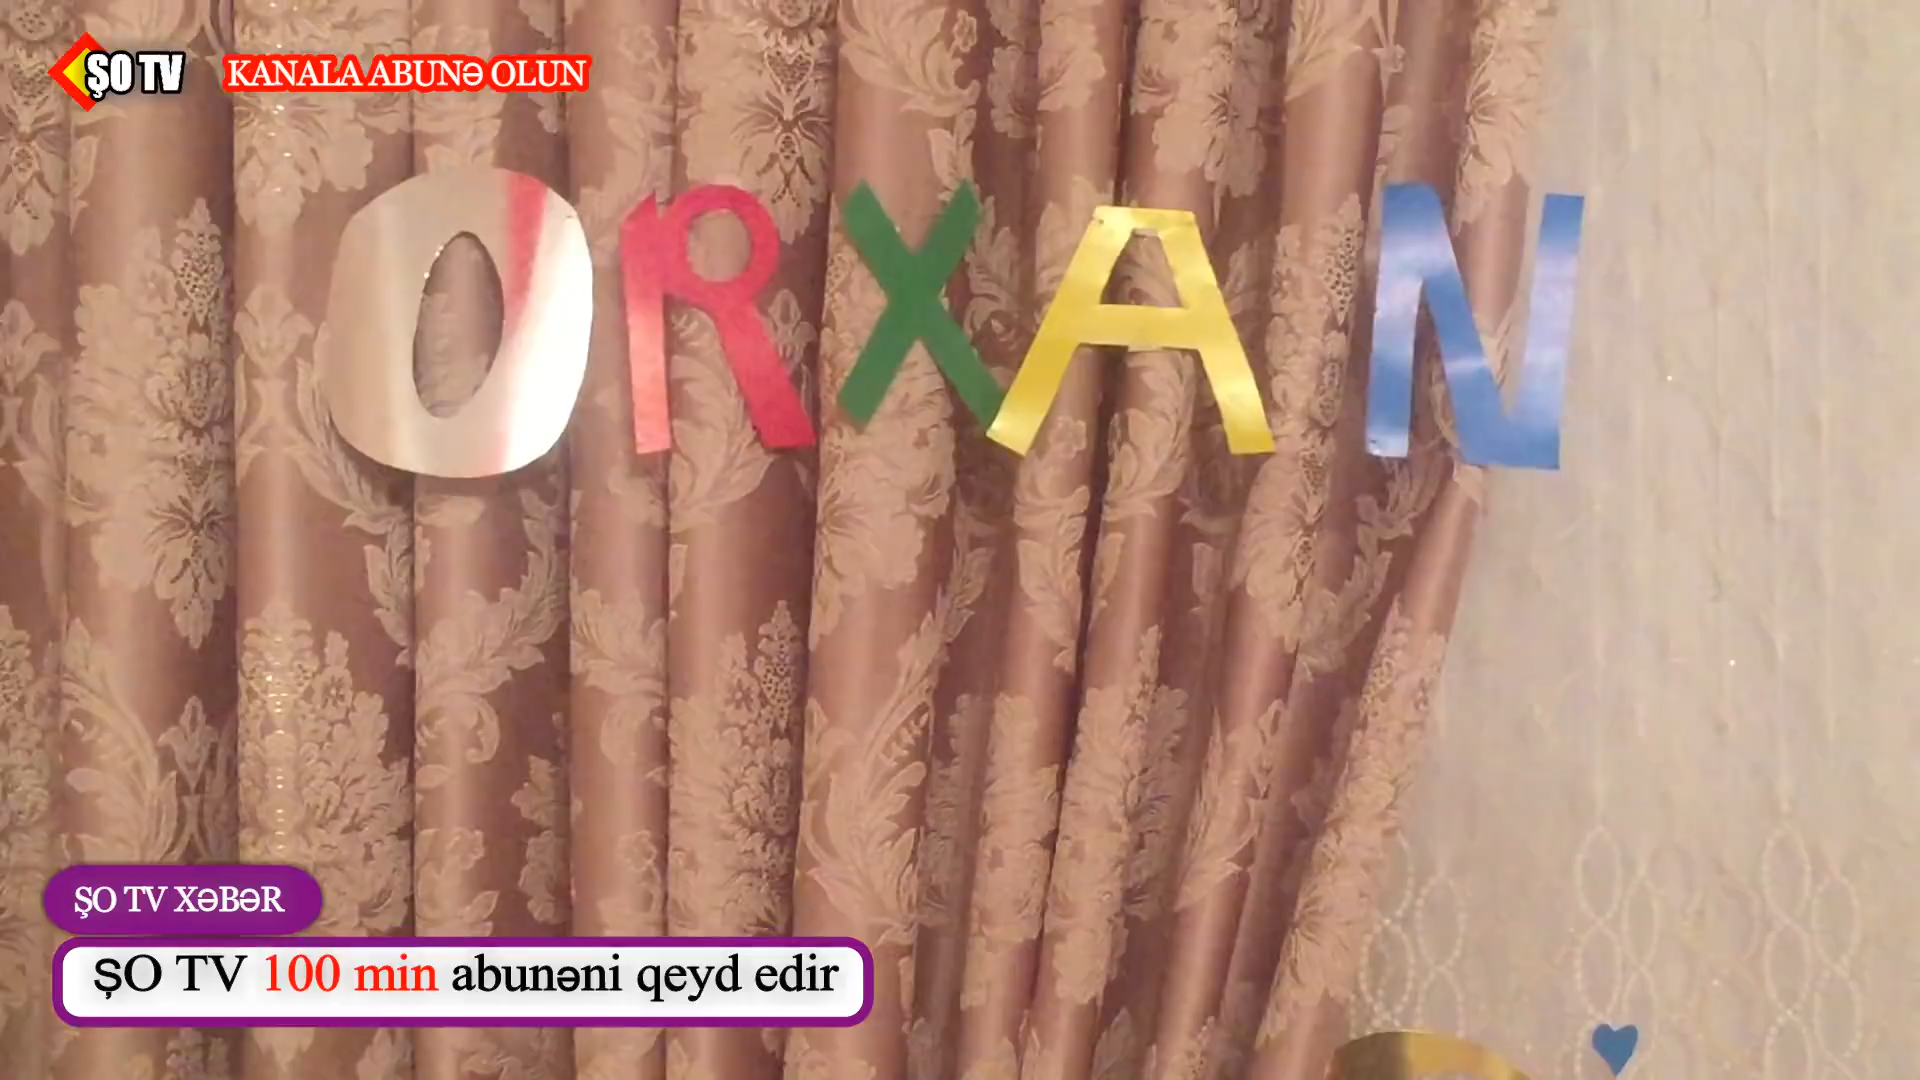 ŞO TV
KANALA ABUNƏ OLUN
ORXAN
ŞO TV XƏBƏR
ŞO TV 100 min abunəni qeyd edir